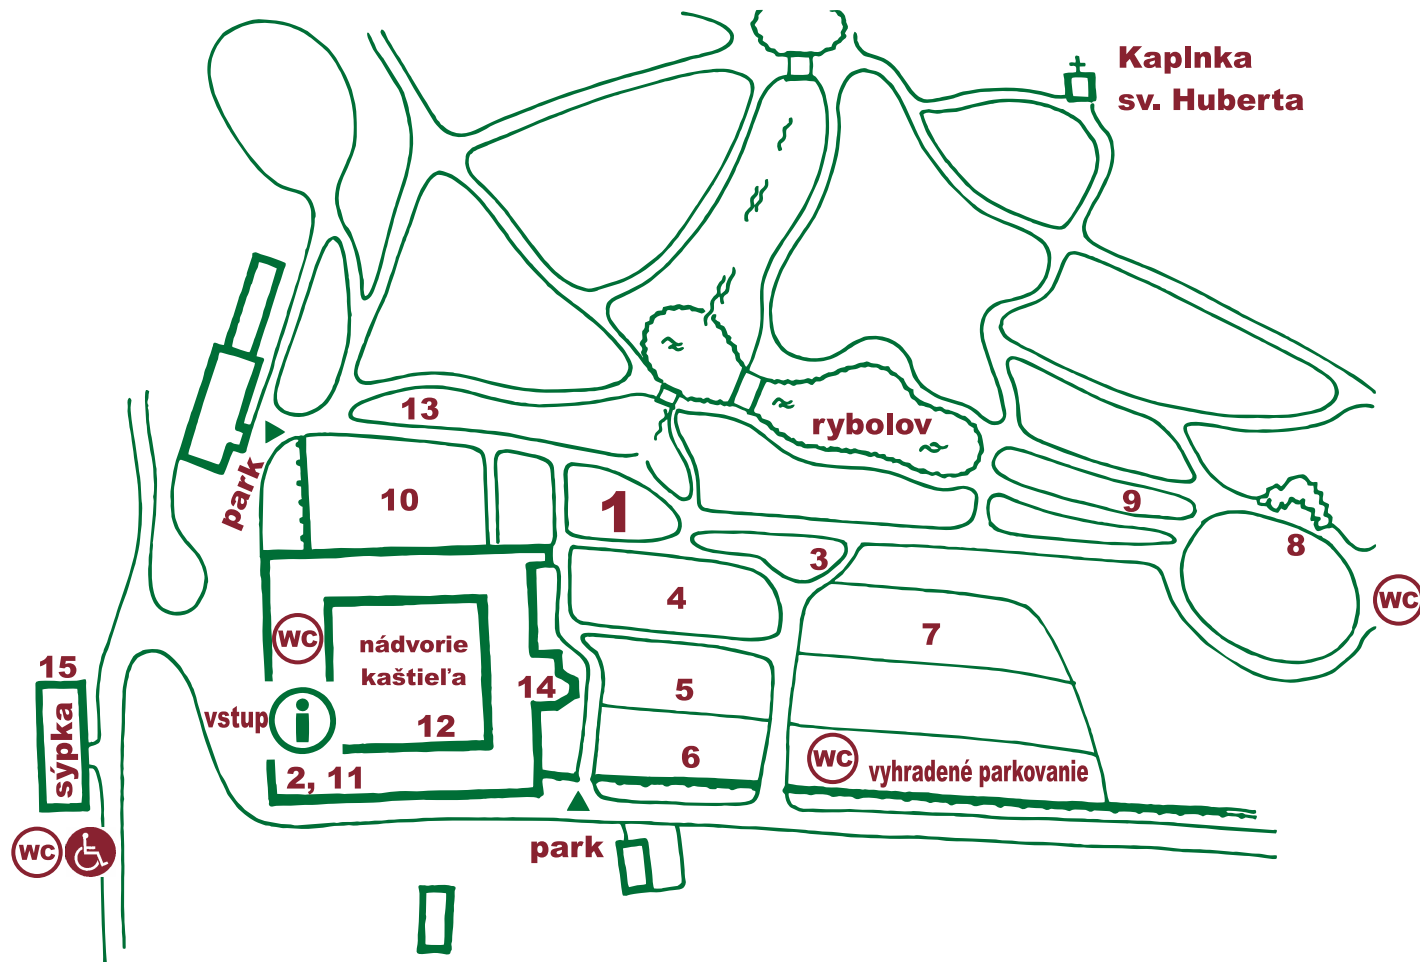 Kaplnka
sv. Huberta
13
rybolov
park
10
1
9
3
8
4
WC
7
WC
nádvorie
kaštieľa
15
14
5
sýpka
vstup
i
12
6
WC
vyhradené parkovanie
2, 11
park
WC